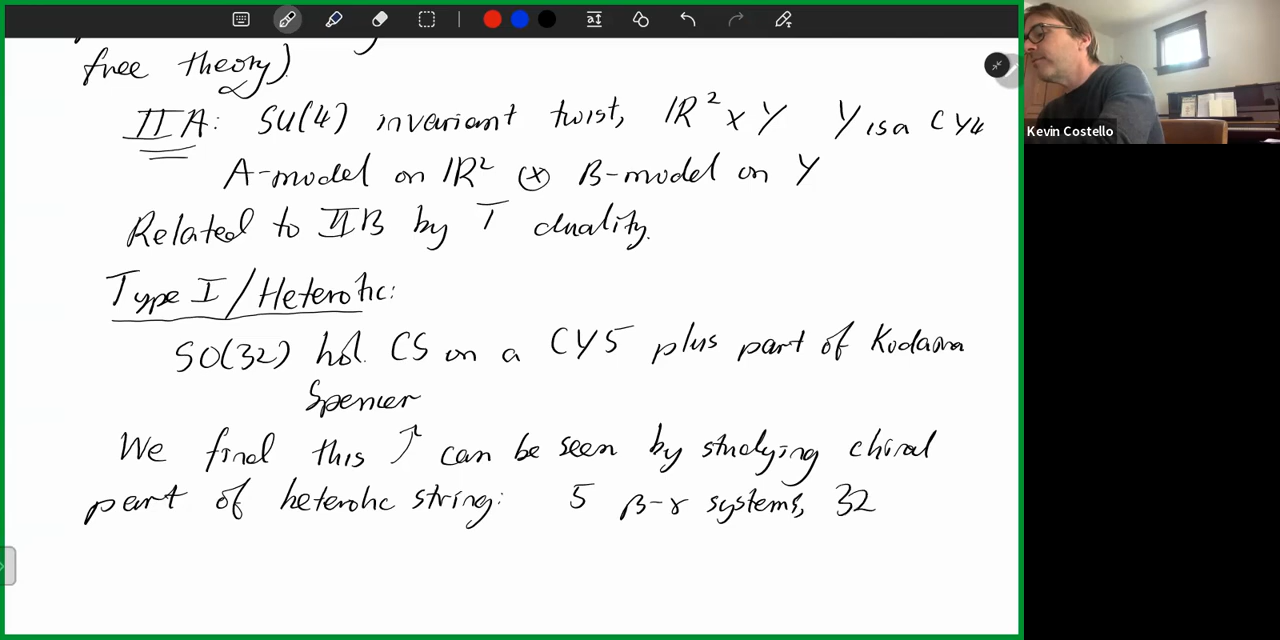 free theory).
IIA: SU(4) invariant twist, IR² × Y Y is a CY4
A-model on IR² ⊗ B-model on Y
Related to IIB by T duality.
Type I / Heterotic:
SO(32) hol. CS on a CY5 plus part of Kodaira
Spencer
We find this ↗ can be seen by studying chiral
part of heterotic string: 5 β-γ systems, 32
Kevin Costello